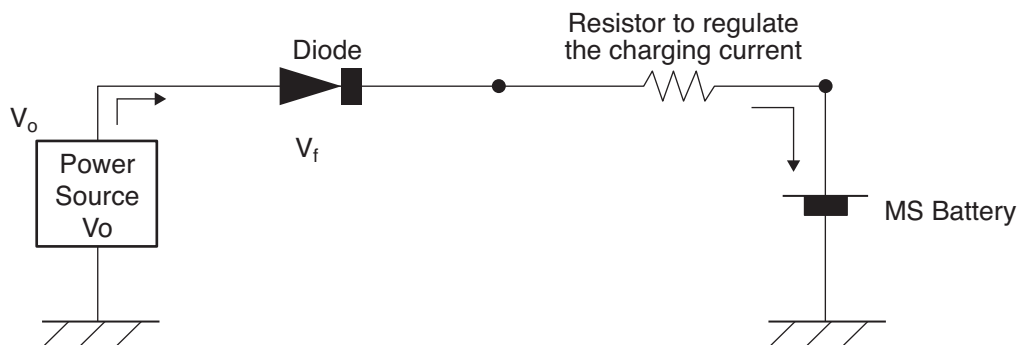 Resistor to regulate
the charging current
Diode
Vo
Vf
Power
Source
Vo
MS Battery